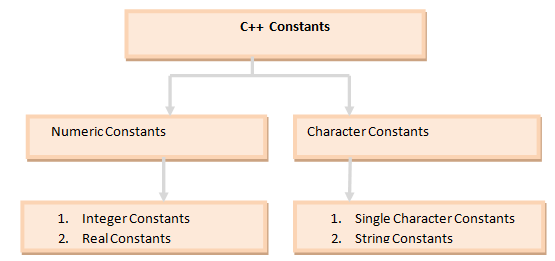 C++ Constants
Numeric Constants
Character Constants
1. Integer Constants
2. Real Constants
1. Single Character Constants
2. String Constants